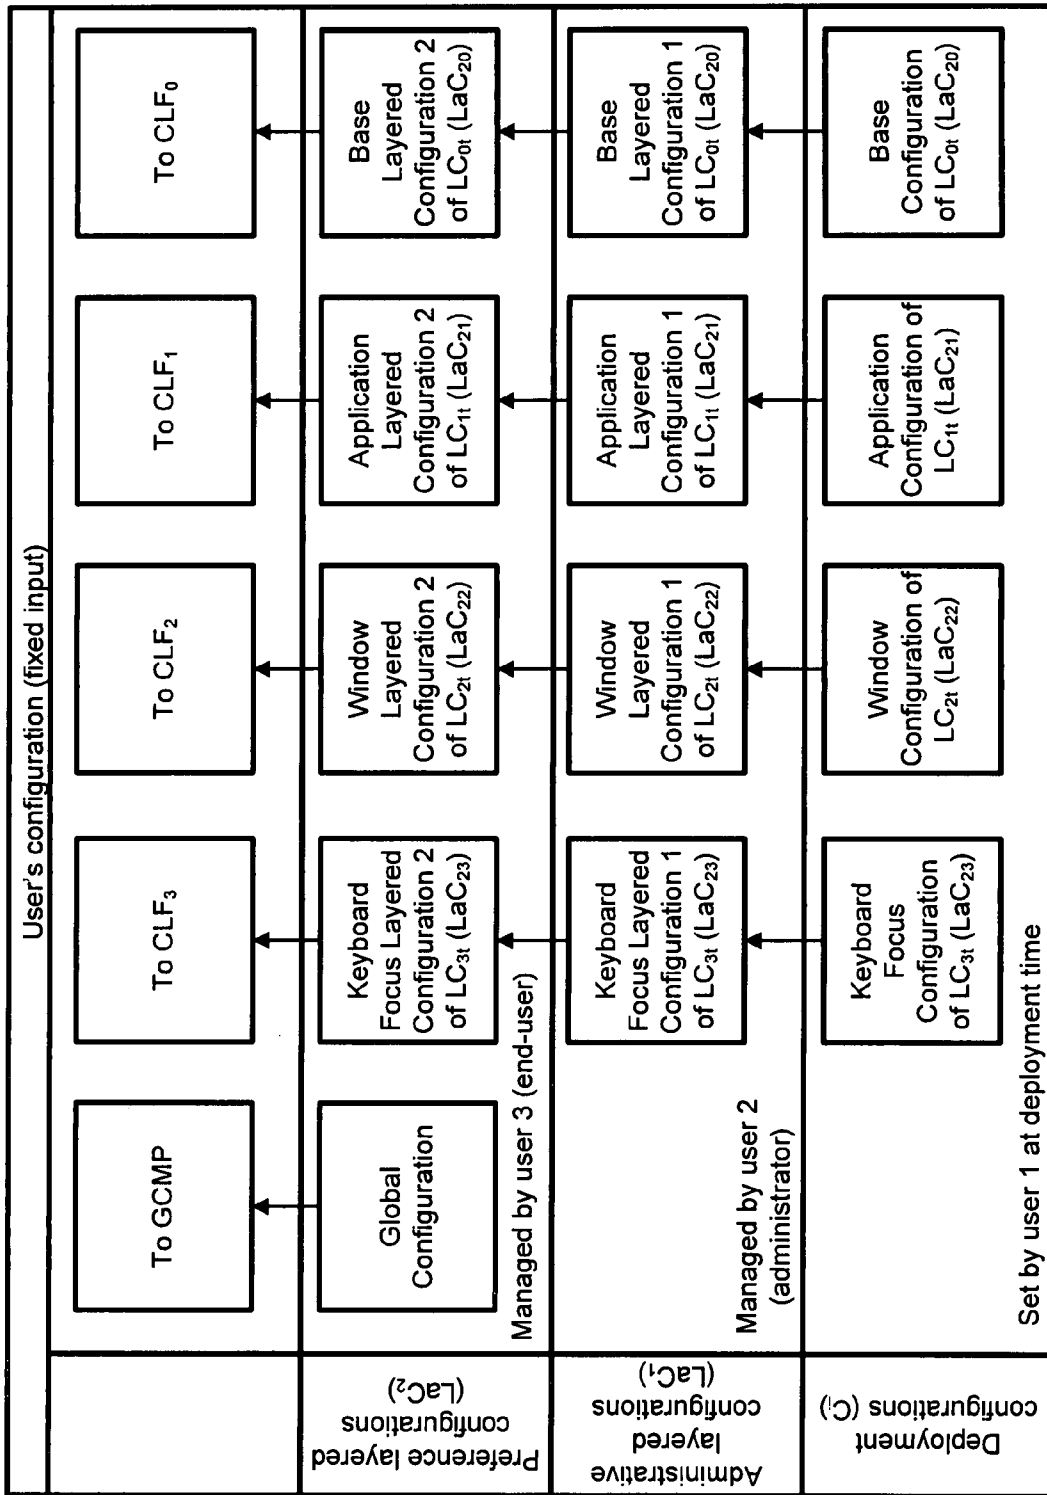 User's configuration (fixed input)
To GCMP
To CLF₃
To CLF₂
To CLF₁
To CLF₀
Preference layered
configurations
(LaC₂)
Global
Configuration
Keyboard
Focus Layered
Configuration 2
of LC₃ₜ (LaC₂₃)
Window
Layered
Configuration 2
of LC₂ₜ (LaC₂₂)
Application
Layered
Configuration 2
of LC₁ₜ (LaC₂₁)
Base
Layered
Configuration 2
of LC₀ₜ (LaC₂₀)
Managed by user 3 (end-user)
Administrative
layered
configurations
(LaC₁)
Keyboard
Focus Layered
Configuration 1
of LC₃ₜ (LaC₂₃)
Window
Layered
Configuration 1
of LC₂ₜ (LaC₂₂)
Application
Layered
Configuration 1
of LC₁ₜ (LaC₂₁)
Base
Layered
Configuration 1
of LC₀ₜ (LaC₂₀)
Managed by user 2
(administrator)
Deployment
configurations (Cᵢ)
Keyboard
Focus
Configuration
of LC₃ₜ (LaC₂₃)
Window
Configuration of
LC₂ₜ (LaC₂₂)
Application
Configuration of
LC₁ₜ (LaC₂₁)
Base
Configuration
of LC₀ₜ (LaC₂₀)
Set by user 1 at deployment time